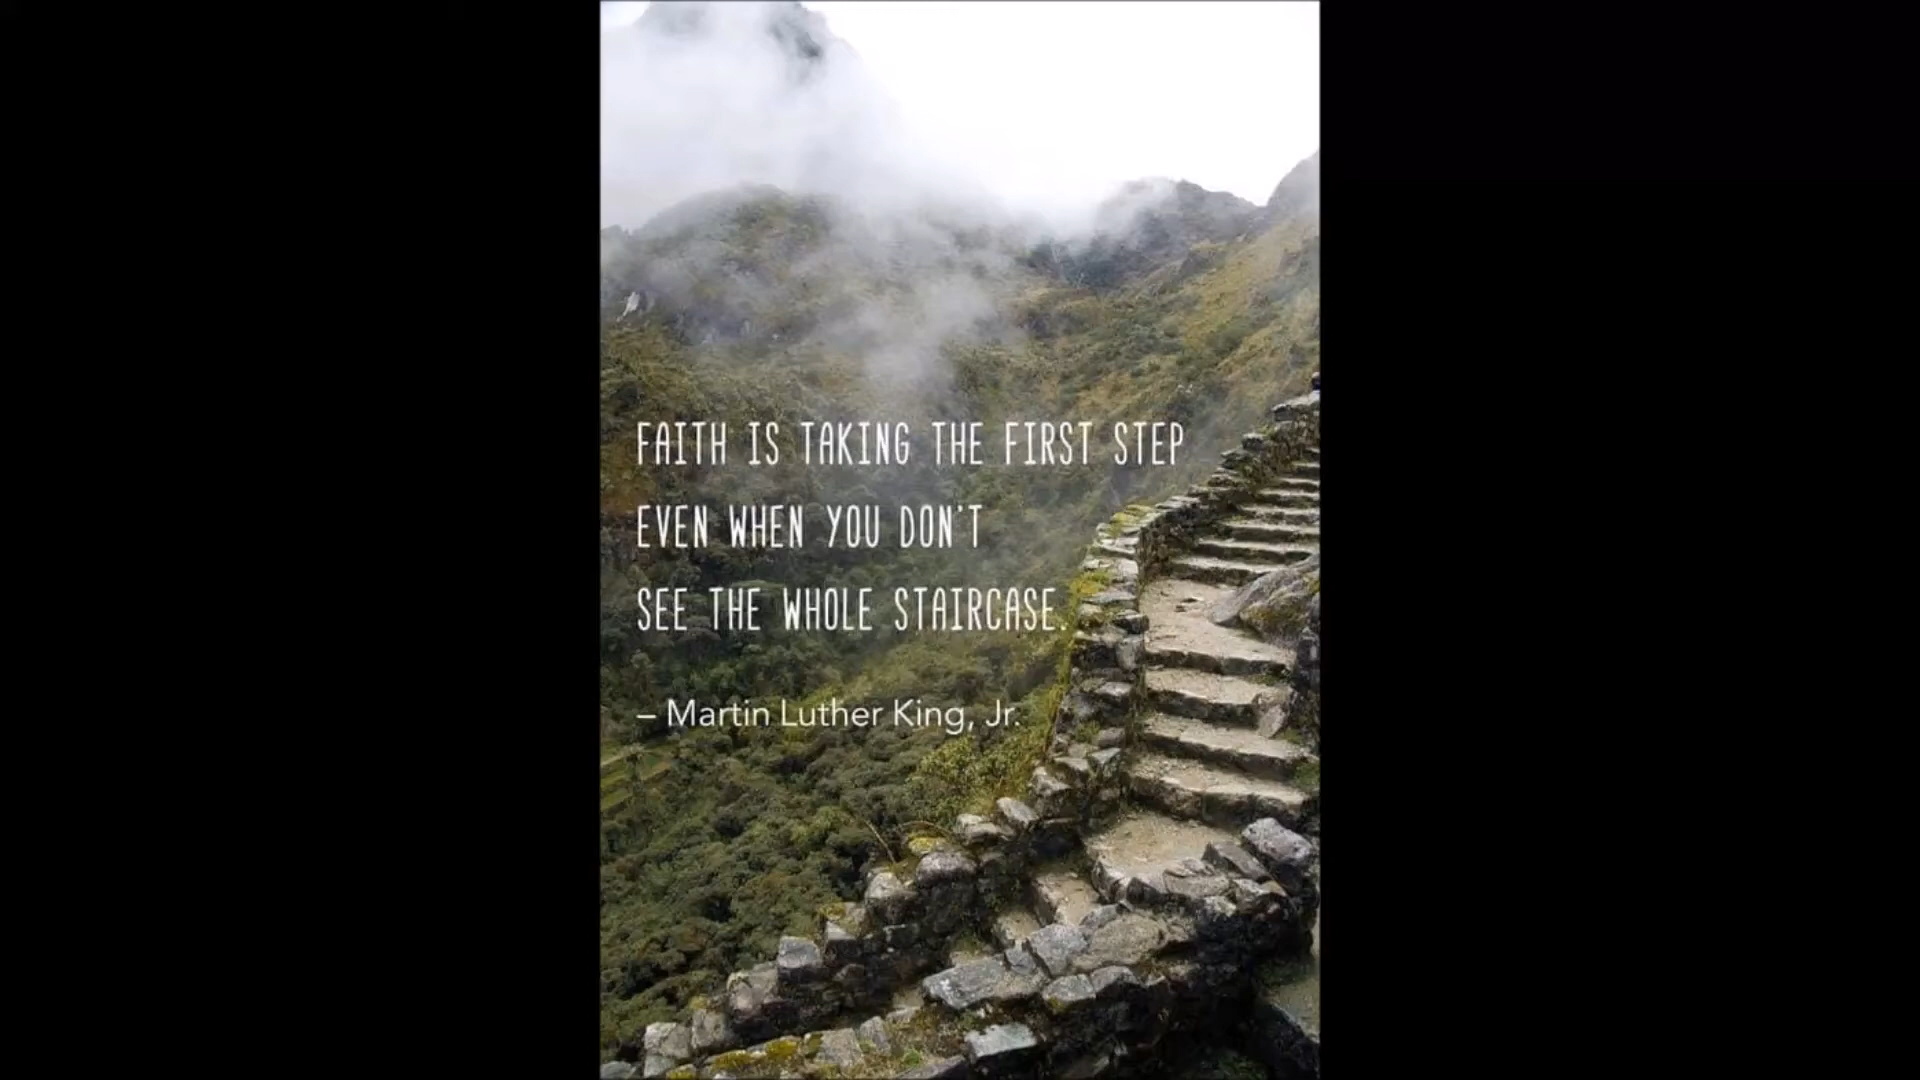 FAITH IS TAKING THE FIRST STEP
EVEN WHEN YOU DON'T
SEE THE WHOLE STAIRCASE.
– Martin Luther King, Jr.